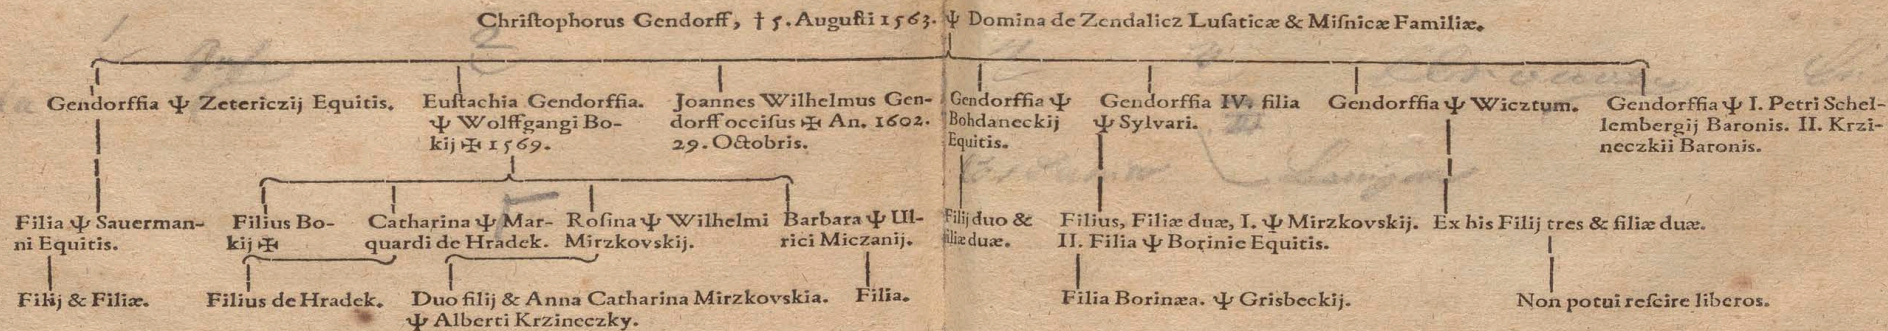 Chriſtophorus Gendorff, † 5. Auguſti 1563. Ψ Domina de Zendalicz Luſaticæ & Miſnicæ Familiæ.
Gendorffia Ψ Zetericzij Equitis.
Euſtachia Gendorffia.
Ψ Wolffgangi Bo-
kij ✠ 1569.
Joannes Wilhelmus Gen-
dorff occiſus ✠ An. 1602.
29. Octobris.
Gendorffia Ψ
Bohdaneckij
Equitis.
Gendorffia IV. filia
Ψ Sylvari.
Gendorffia Ψ Wicztum.
Gendorffia Ψ I. Petri Schel-
lembergij Baronis. II. Krzi-
neczkii Baronis.
Filia Ψ Sauerman-
ni Equitis.
Filius Bo-
kij ✠
Catharina Ψ Mar-
quardi de Hradek.
Roſina Ψ Wilhelmi
Mirzkovskij.
Barbara Ψ Ul-
rici Miczanij.
Filij duo &
filiæ duæ.
Filius, Filiæ duæ, I. Ψ Mirzkovskij.
II. Filia Ψ Borinie Equitis.
Ex his Filij tres & filiæ duæ.
Filij & Filiæ.
Filius de Hradek.
Duo filij & Anna Catharina Mirzkovskia.
Ψ Alberti Krzineczky.
Filia.
Filia Borinæa. Ψ Grisbeckij.
Non potui reſcire liberos.